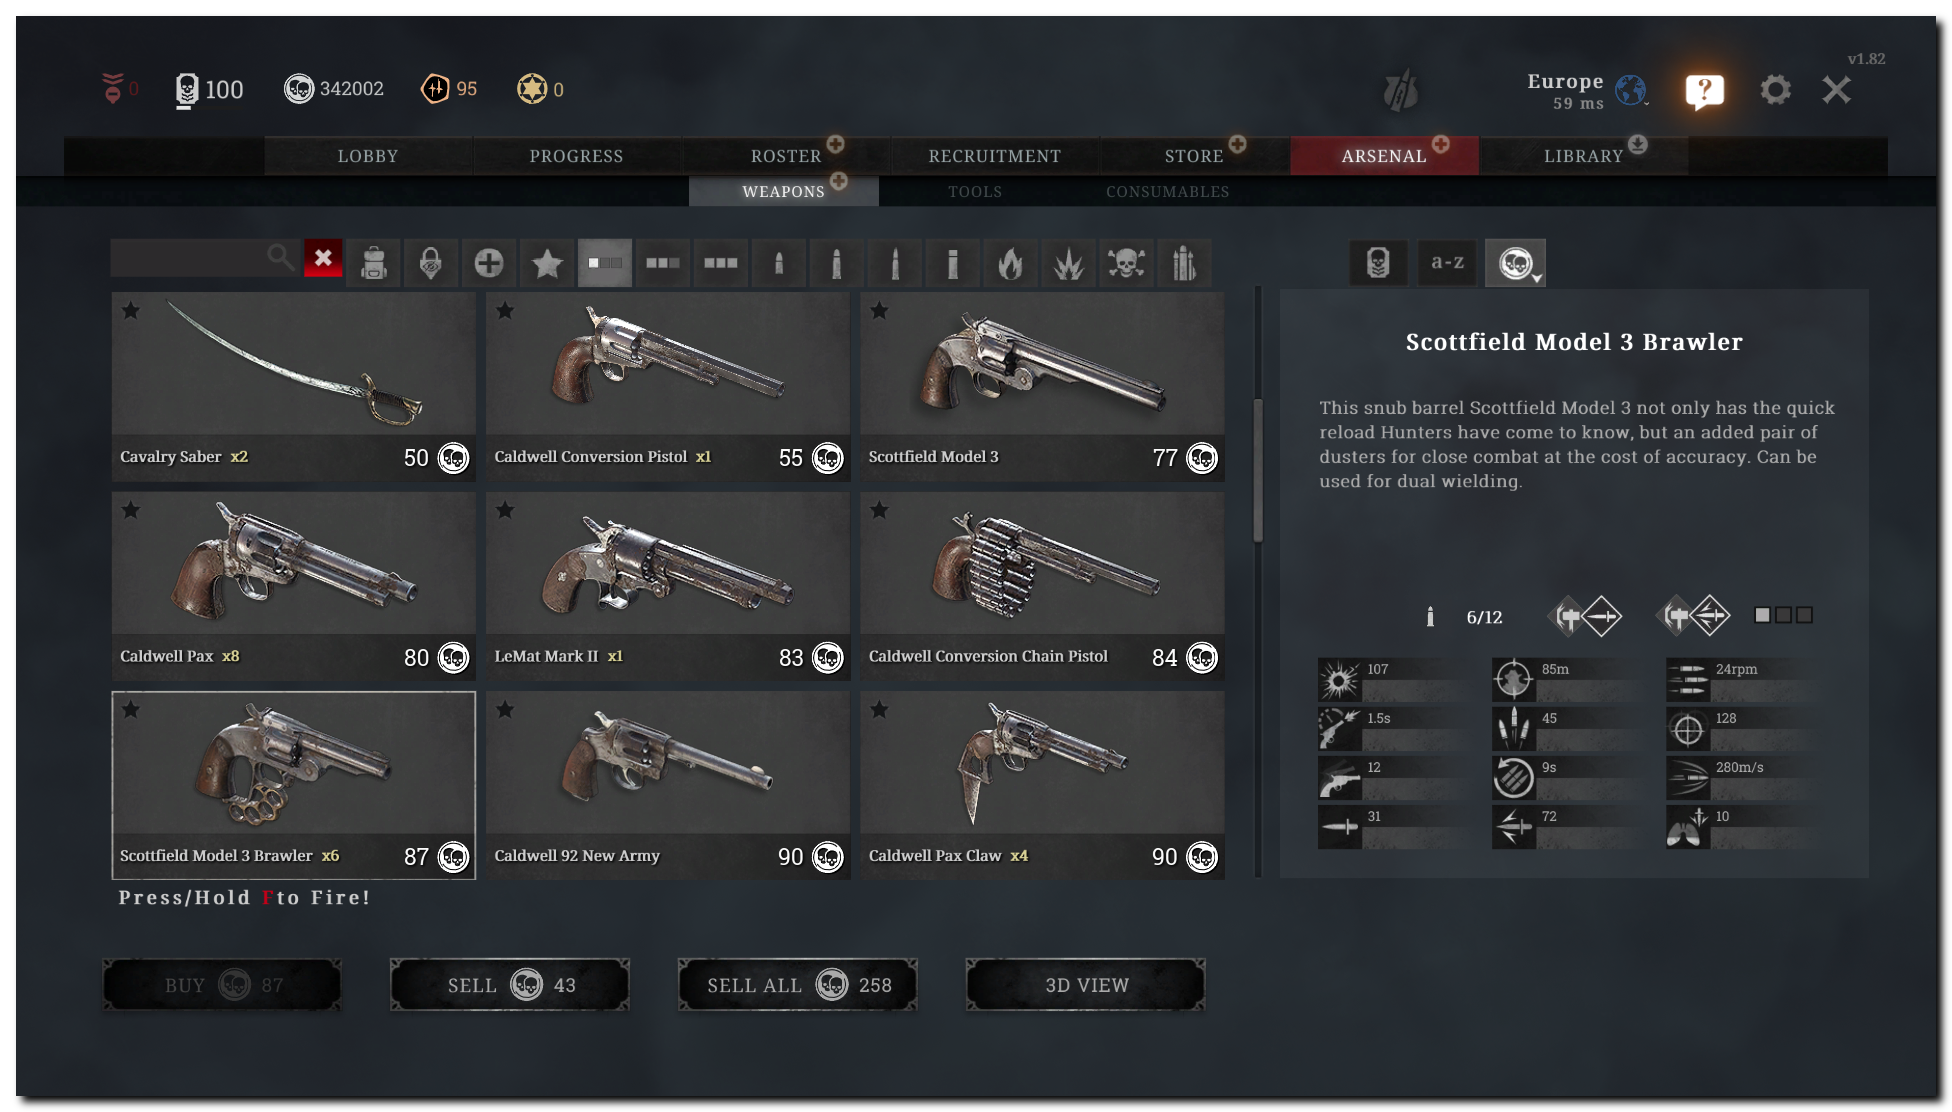 v1.82
0
100
342002
95
0
Europe
59 ms
?
LOBBY
PROGRESS
ROSTER
RECRUITMENT
STORE
ARSENAL
LIBRARY
WEAPONS
TOOLS
CONSUMABLES
a-z
Cavalry Saber x2 50
Caldwell Conversion Pistol x1 55
Scottfield Model 3 77
Caldwell Pax x8 80
LeMat Mark II x1 83
Caldwell Conversion Chain Pistol 84
Scottfield Model 3 Brawler x6 87
Caldwell 92 New Army 90
Caldwell Pax Claw x4 90
Press/Hold F to Fire!
BUY 87
SELL 43
SELL ALL 258
3D VIEW
Scottfield Model 3 Brawler
This snub barrel Scottfield Model 3 not only has the quick
reload Hunters have come to know, but an added pair of
dusters for close combat at the cost of accuracy. Can be
used for dual wielding.
6/12
107
85m
24rpm
1.5s
45
128
12
9s
280m/s
31
72
10